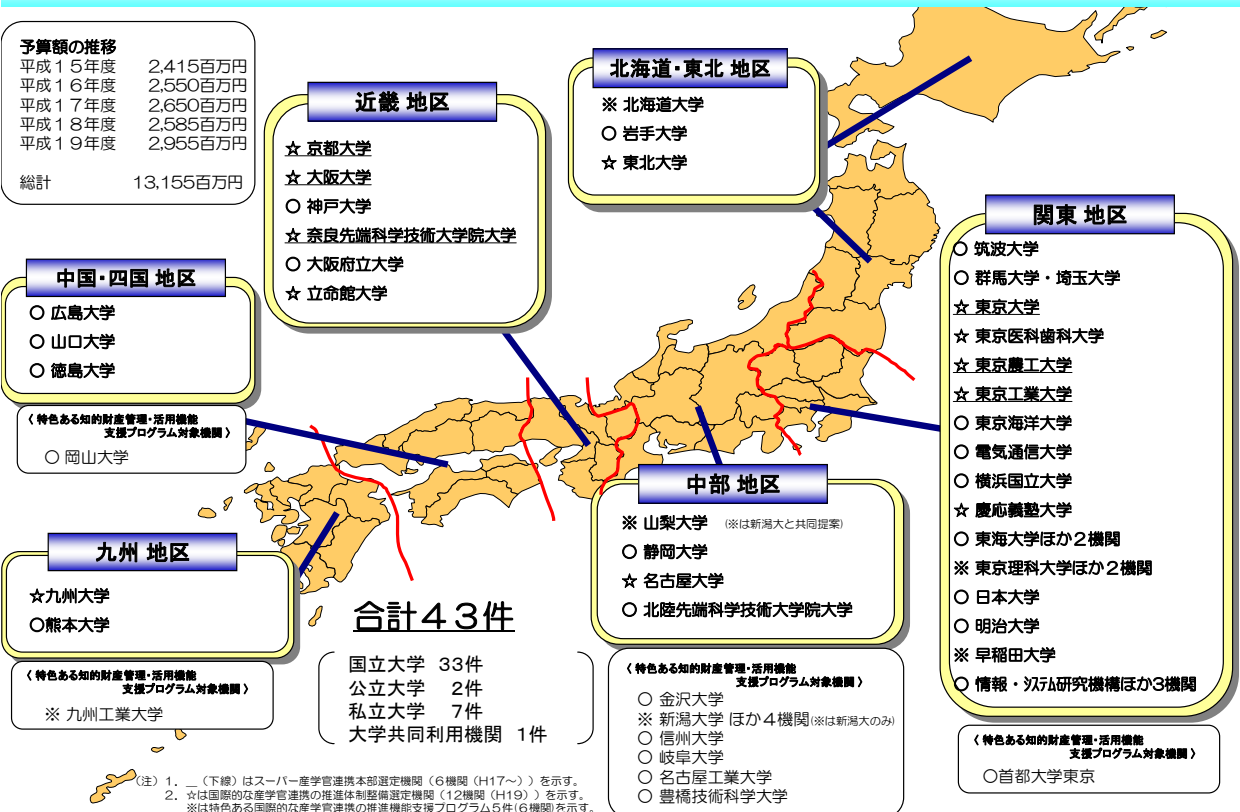 予算額の推移
平成１５年度 2,415百万円
平成１６年度 2,550百万円
平成１７年度 2,650百万円
平成１８年度 2,585百万円
平成１９年度 2,955百万円
総計 13,155百万円
近畿 地区
☆ 京都大学
☆ 大阪大学
○ 神戸大学
☆ 奈良先端科学技術大学院大学
○ 大阪府立大学
☆ 立命館大学
北海道・東北 地区
※ 北海道大学
○ 岩手大学
☆ 東北大学
関東 地区
○ 筑波大学
○ 群馬大学・埼玉大学
☆ 東京大学
☆ 東京医科歯科大学
☆ 東京農工大学
☆ 東京工業大学
○ 東京海洋大学
○ 電気通信大学
○ 横浜国立大学
☆ 慶応義塾大学
○ 東海大学ほか２機関
※ 東京理科大学ほか２機関
○ 日本大学
○ 明治大学
※ 早稲田大学
○ 情報・ｼｽﾃﾑ研究機構ほか3機関
〈 特色ある知的財産管理・活用機能
支援プログラム対象機関 〉
○首都大学東京
中国・四国 地区
○ 広島大学
○ 山口大学
○ 徳島大学
〈 特色ある知的財産管理・活用機能
支援プログラム対象機関 〉
○ 岡山大学
九州 地区
☆九州大学
○熊本大学
〈 特色ある知的財産管理・活用機能
支援プログラム対象機関 〉
※ 九州工業大学
中部 地区
※ 山梨大学 （※は新潟大と共同提案）
○ 静岡大学
☆ 名古屋大学
○ 北陸先端科学技術大学院大学
〈 特色ある知的財産管理・活用機能
支援プログラム対象機関 〉
○ 金沢大学
※ 新潟大学 ほか４機関(※は新潟大のみ)
○ 信州大学
○ 岐阜大学
○ 名古屋工業大学
○ 豊橋技術科学大学
合計４３件
国立大学 33件
公立大学 2件
私立大学 7件
大学共同利用機関 1件
（注）１．＿（下線）はスーパー産学官連携本部選定機関（６機関（H17～））を示す。
２．☆は国際的な産学官連携の推進体制整備選定機関（12機関（H19））を示す。
※は特色ある国際的な産学官連携の推進機能支援プログラム５件(６機関)を示す。